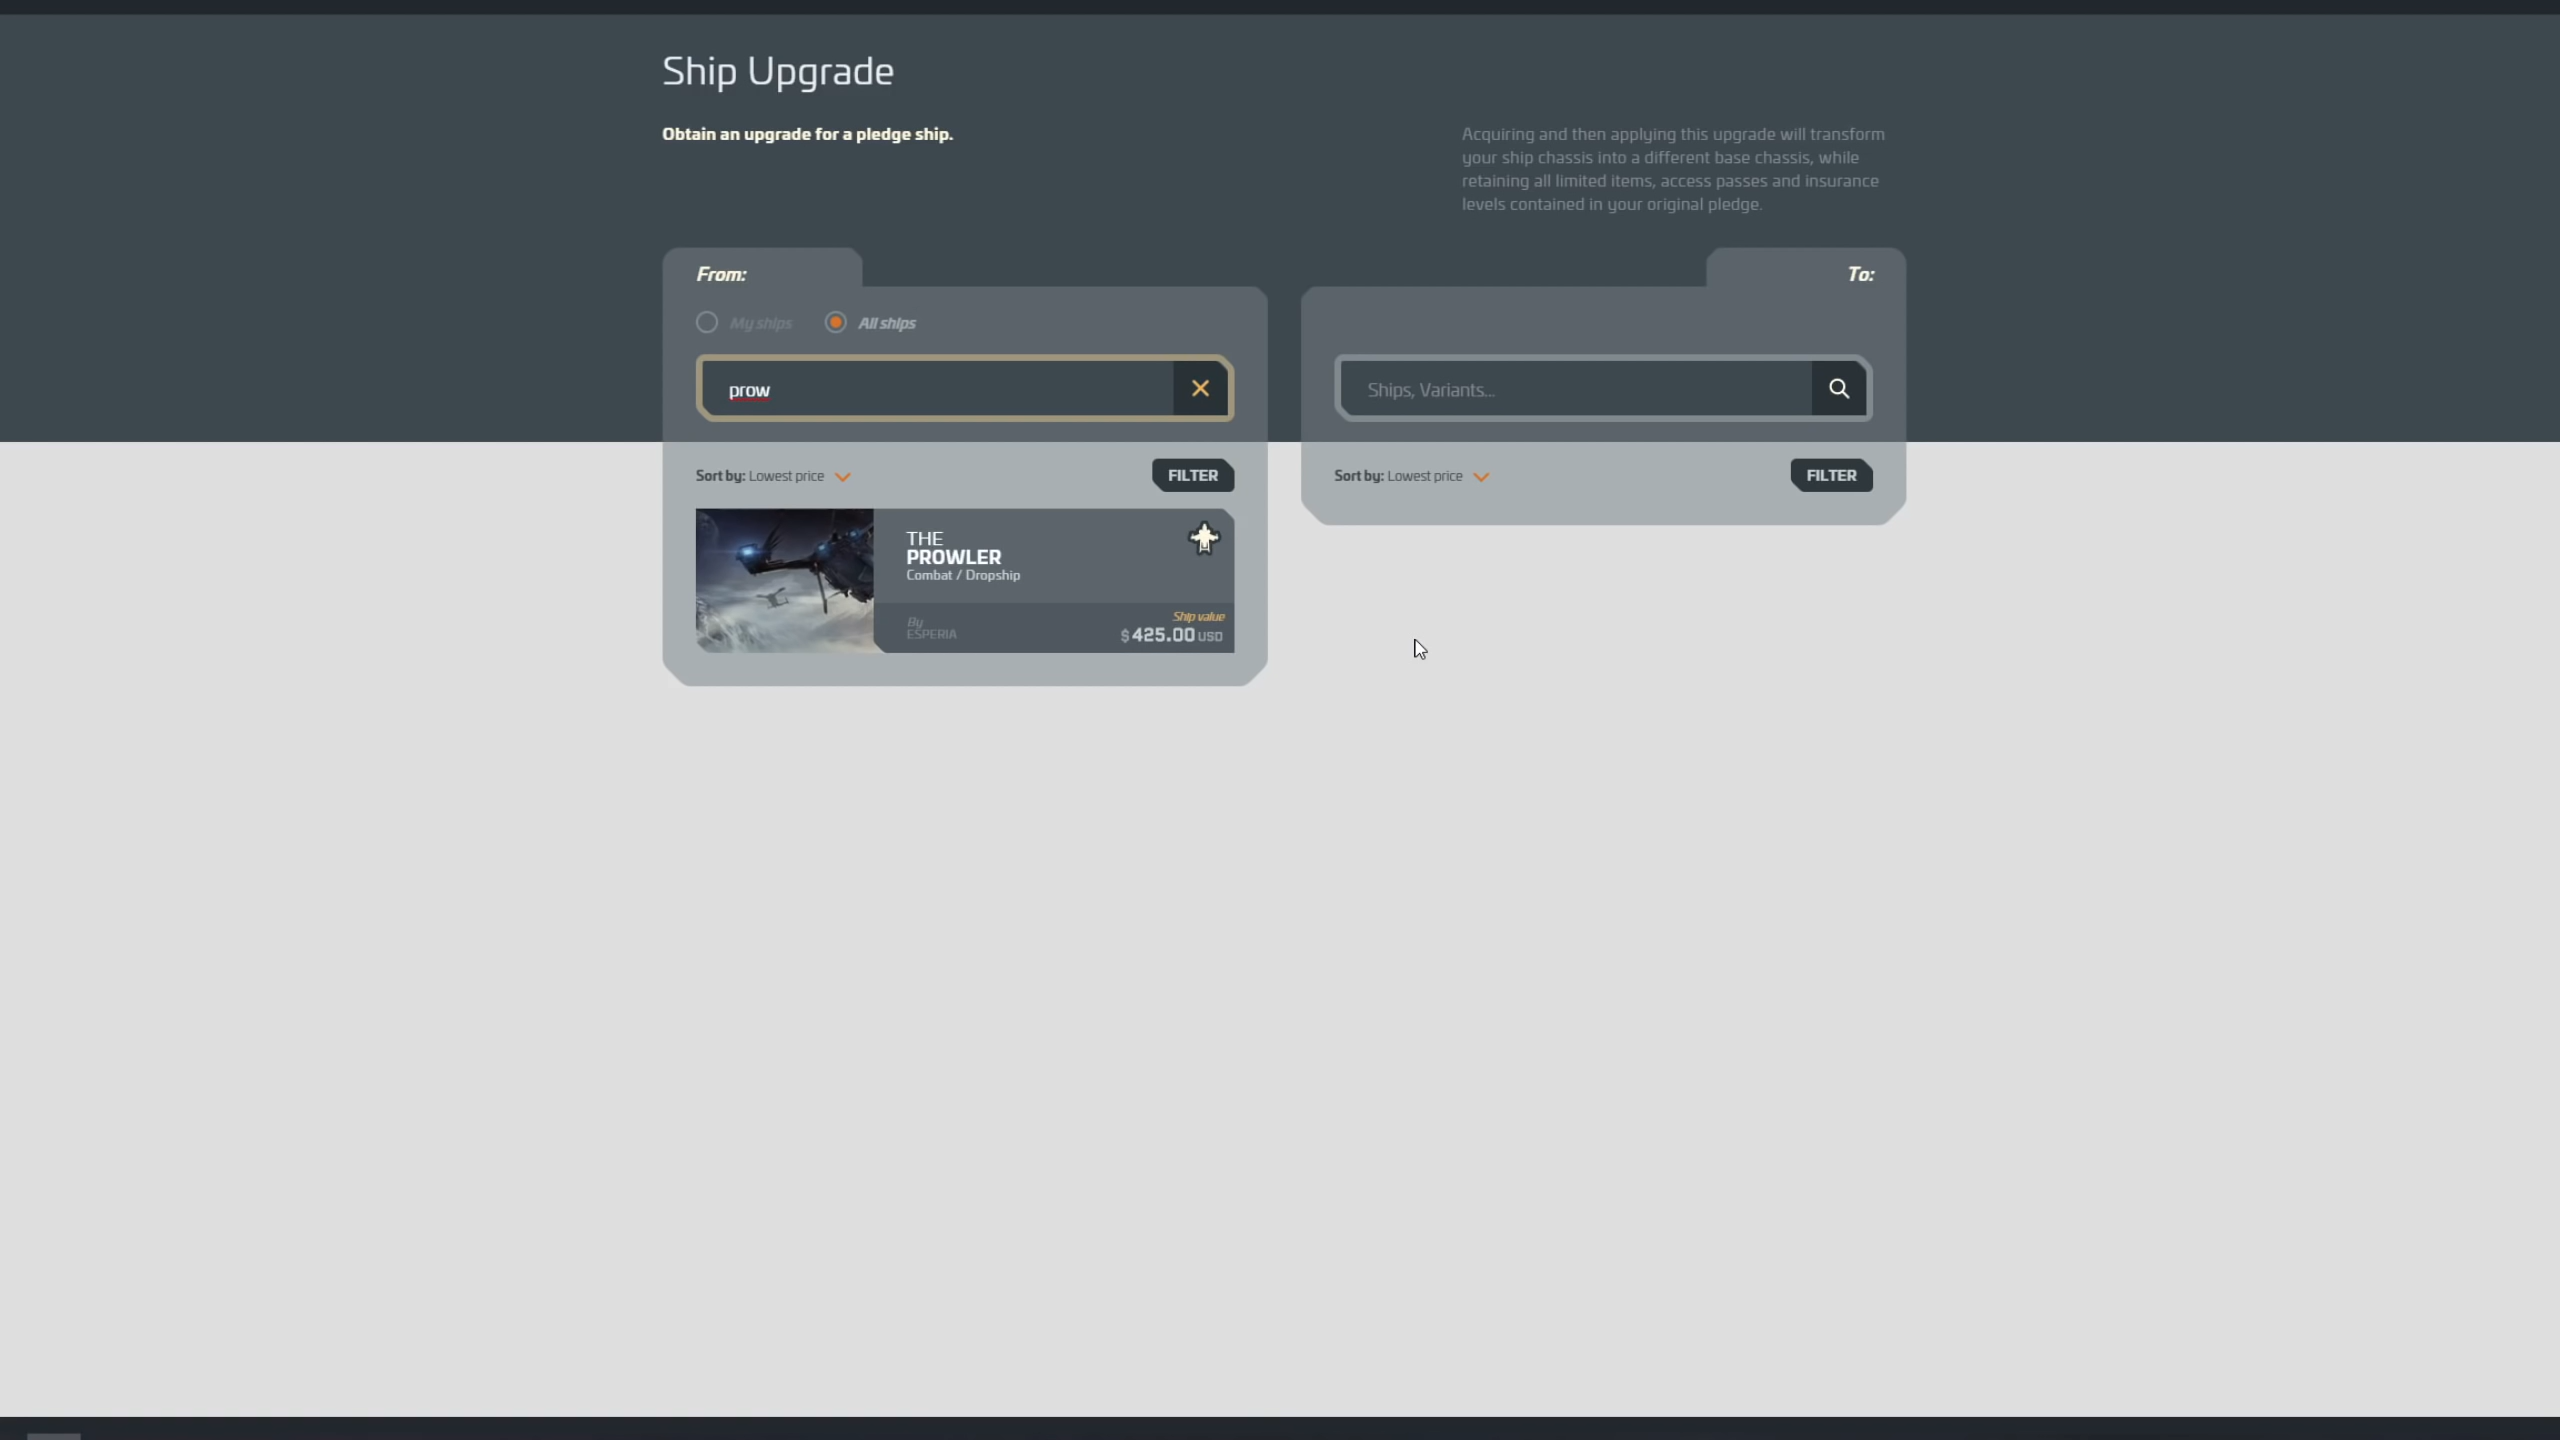 Ship Upgrade
Obtain an upgrade for a pledge ship.
Acquiring and then applying this upgrade will transform
your ship chassis into a different base chassis, while
retaining all limited items, access passes and insurance
levels contained in your original pledge.
From:
My ships
All ships
prow
Sort by: Lowest price
FILTER
THE
PROWLER
Combat / Dropship
By
ESPERIA
Ship value
$425.00 USD
To:
Ships, Variants...
Sort by: Lowest price
FILTER